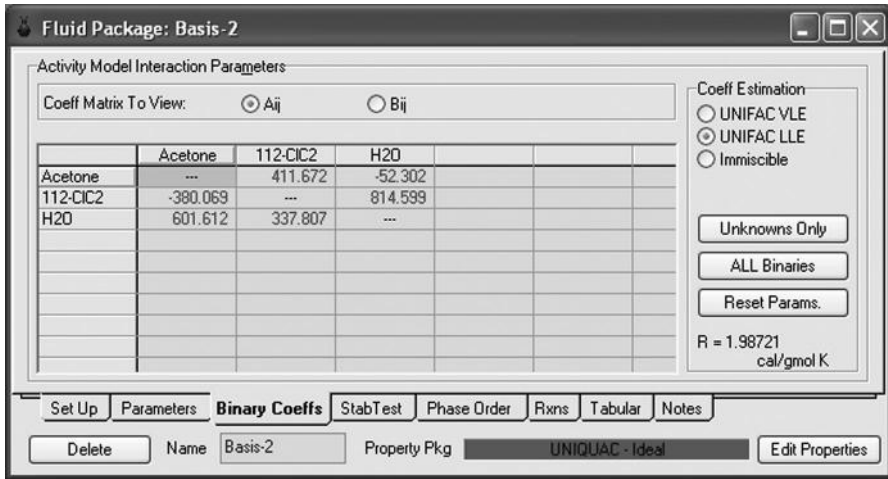 Fluid Package: Basis-2
Activity Model Interaction Parameters
Coeff Matrix To View: Aij Bij
Acetone 112-ClC2 H2O
Acetone --- 411.672 -52.302
112-ClC2 -380.069 --- 814.599
H2O 601.612 337.807 ---
Coeff Estimation
UNIFAC VLE
UNIFAC LLE
Immiscible
Unknowns Only
ALL Binaries
Reset Params.
R = 1.98721
cal/gmol K
Set Up Parameters Binary Coeffs StabTest Phase Order Rxns Tabular Notes
Delete Name Basis-2 Property Pkg UNIQUAC - Ideal Edit Properties